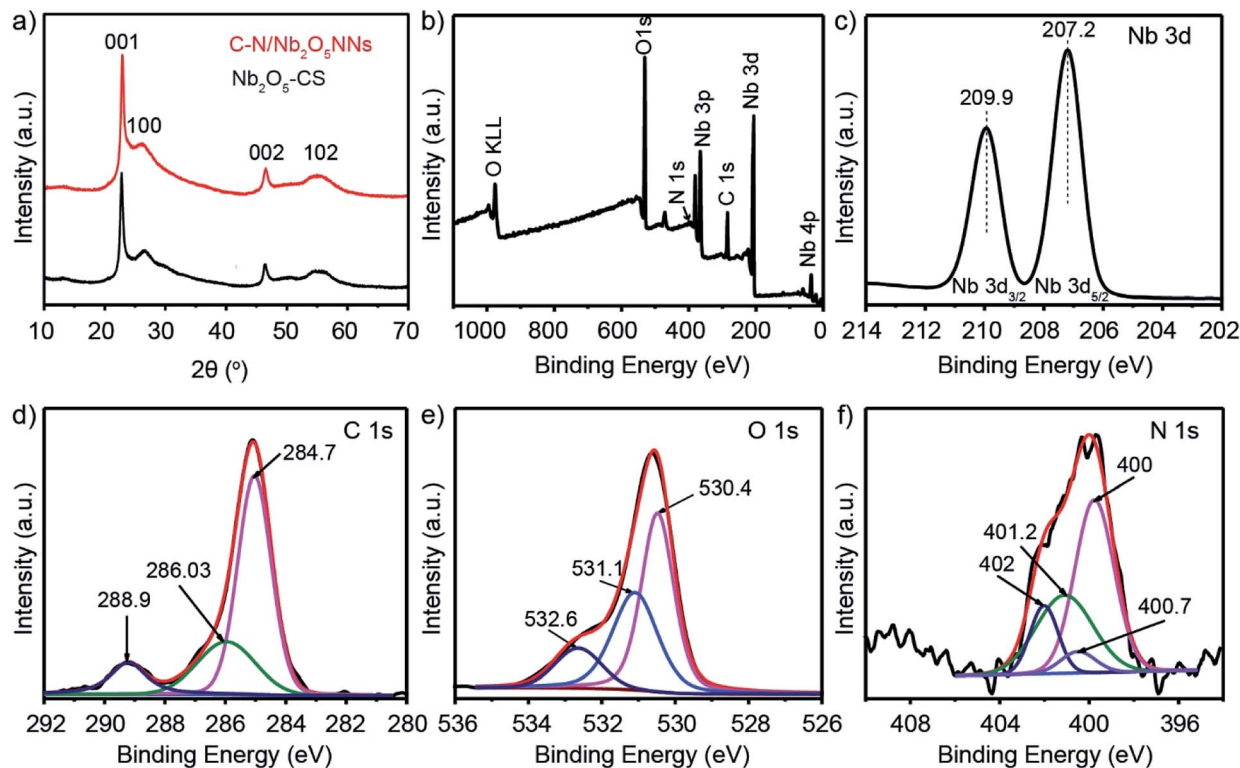 a)
001
C-N/Nb₂O₅NNs
Nb₂O₅-CS
100
002
102
Intensity (a.u.)
10 20 30 40 50 60 70
2θ (°)
b)
O KLL
O1s
N 1s
Nb 3p
C 1s
Nb 3d
Nb 4p
Intensity (a.u.)
1000 800 600 400 200 0
Binding Energy (eV)
c)
207.2
Nb 3d
209.9
Nb 3d₃/₂
Nb 3d₅/₂
Intensity (a.u.)
214 212 210 208 206 204 202
Binding Energy (eV)
d)
C 1s
284.7
286.03
288.9
Intensity (a.u.)
292 290 288 286 284 282 280
Binding Energy (eV)
e)
O 1s
530.4
531.1
532.6
Intensity (a.u.)
536 534 532 530 528 526
Binding Energy (eV)
f)
N 1s
400
401.2
402
400.7
Intensity (a.u.)
408 404 400 396
Binding Energy (eV)